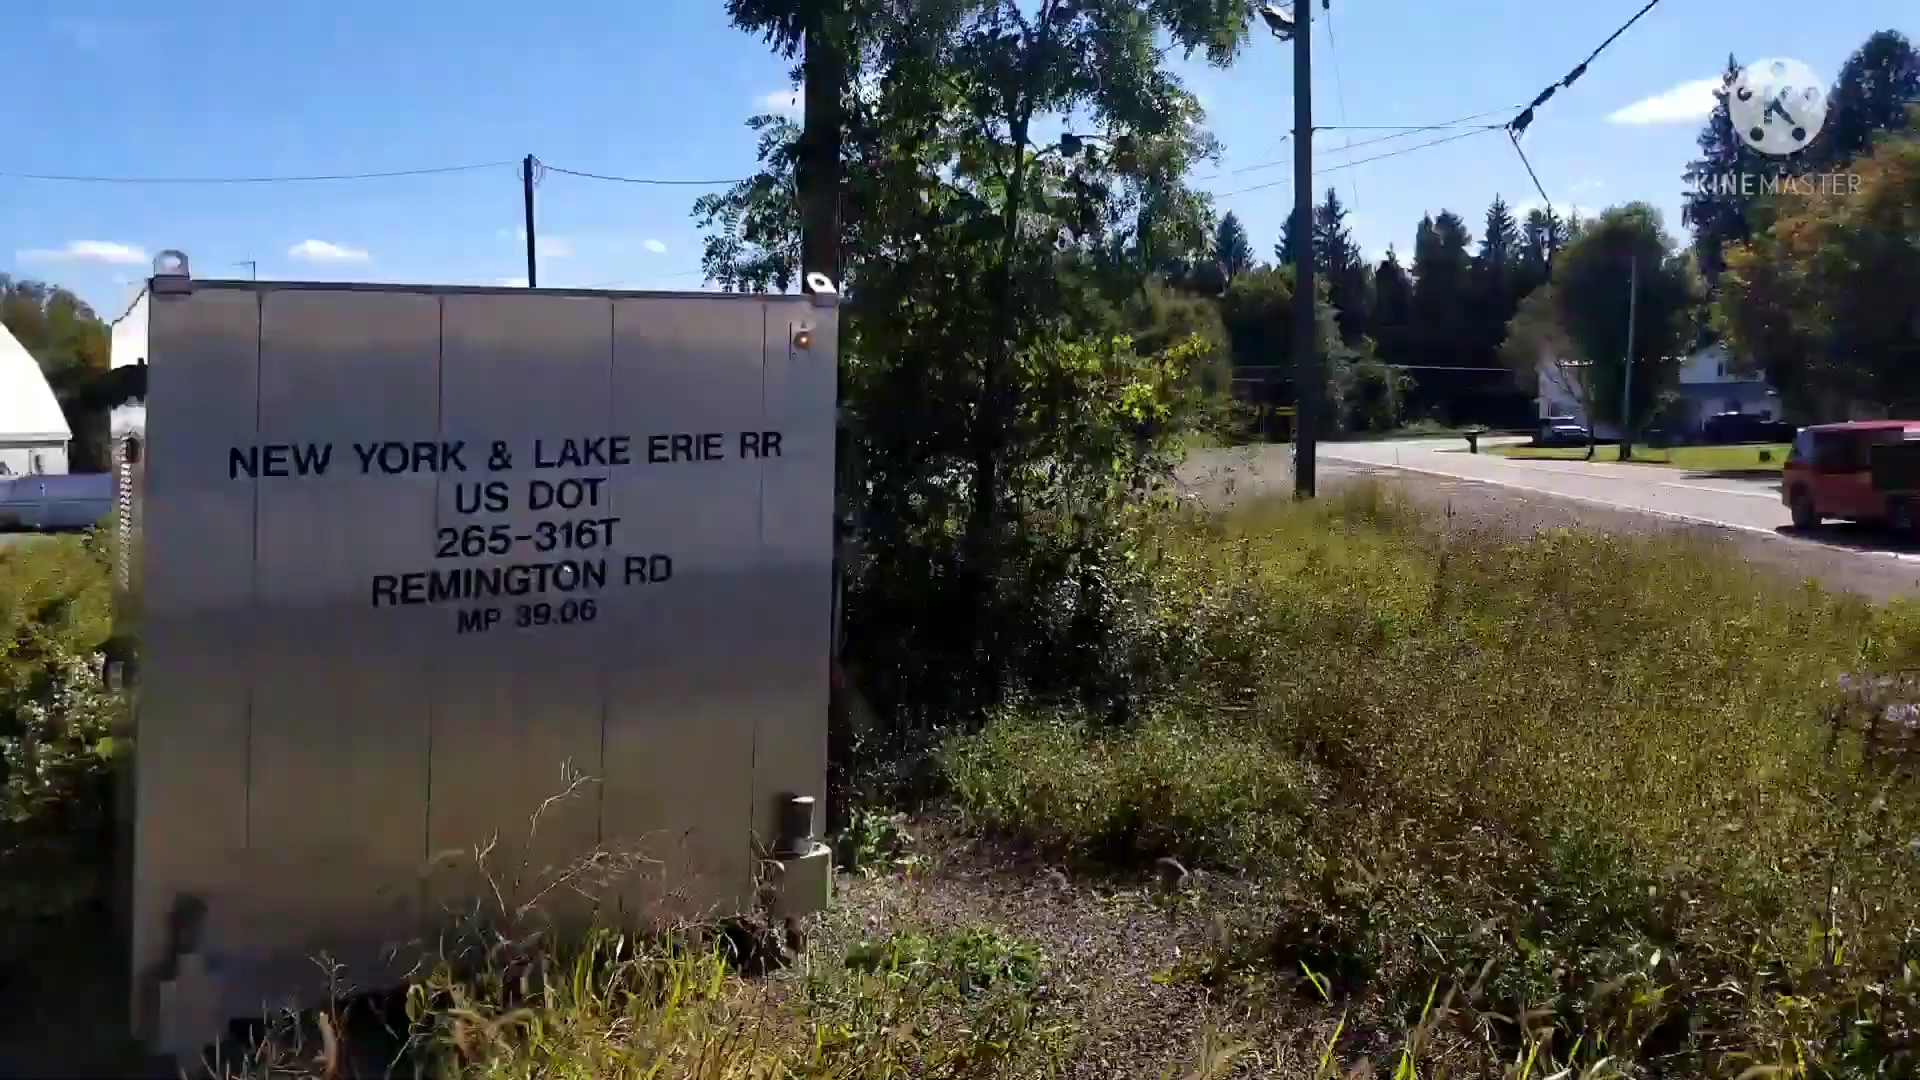 NEW YORK & LAKE ERIE RR
US DOT
265-316T
REMINGTON RD
MP 39.06
K
KINEMASTER